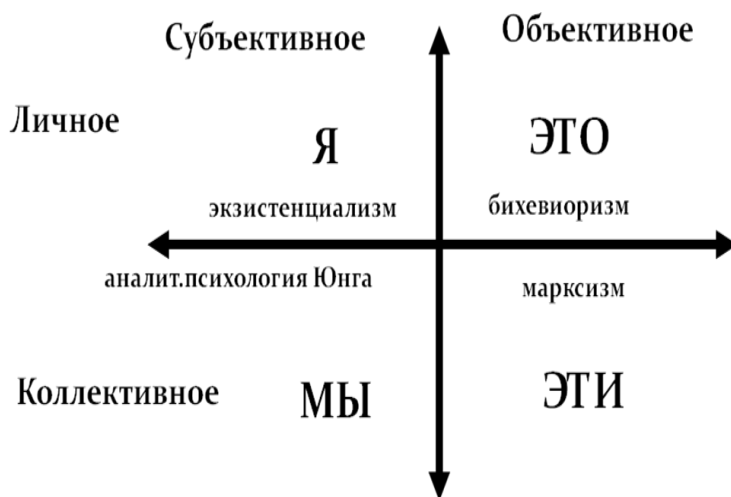 Субъективное
Объективное
Личное
Я
ЭТО
экзистенциализм
бихевиоризм
аналит.психология Юнга
марксизм
Коллективное
МЫ
ЭТИ